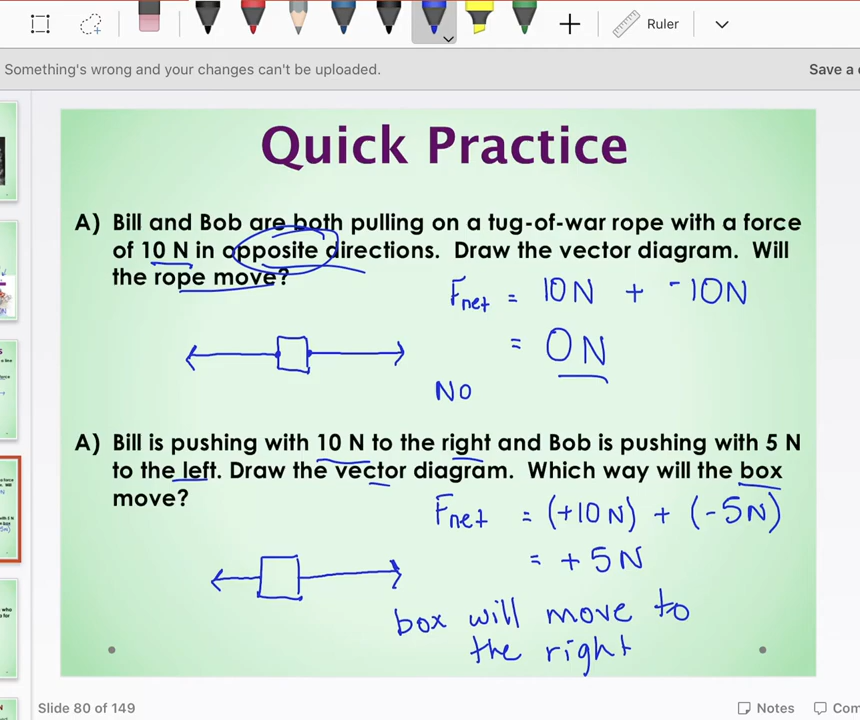 Ruler
Something's wrong and your changes can't be uploaded.
Save a
Quick Practice
A) Bill and Bob are both pulling on a tug-of-war rope with a force
of 10 N in opposite directions. Draw the vector diagram. Will
the rope move?
Fnet = 10N + -10N
= 0N
No
A) Bill is pushing with 10 N to the right and Bob is pushing with 5 N
to the left. Draw the vector diagram. Which way will the box
move?
Fnet = (+10N) + (-5N)
= +5N
box will move to
the right
Slide 80 of 149
Notes
Com